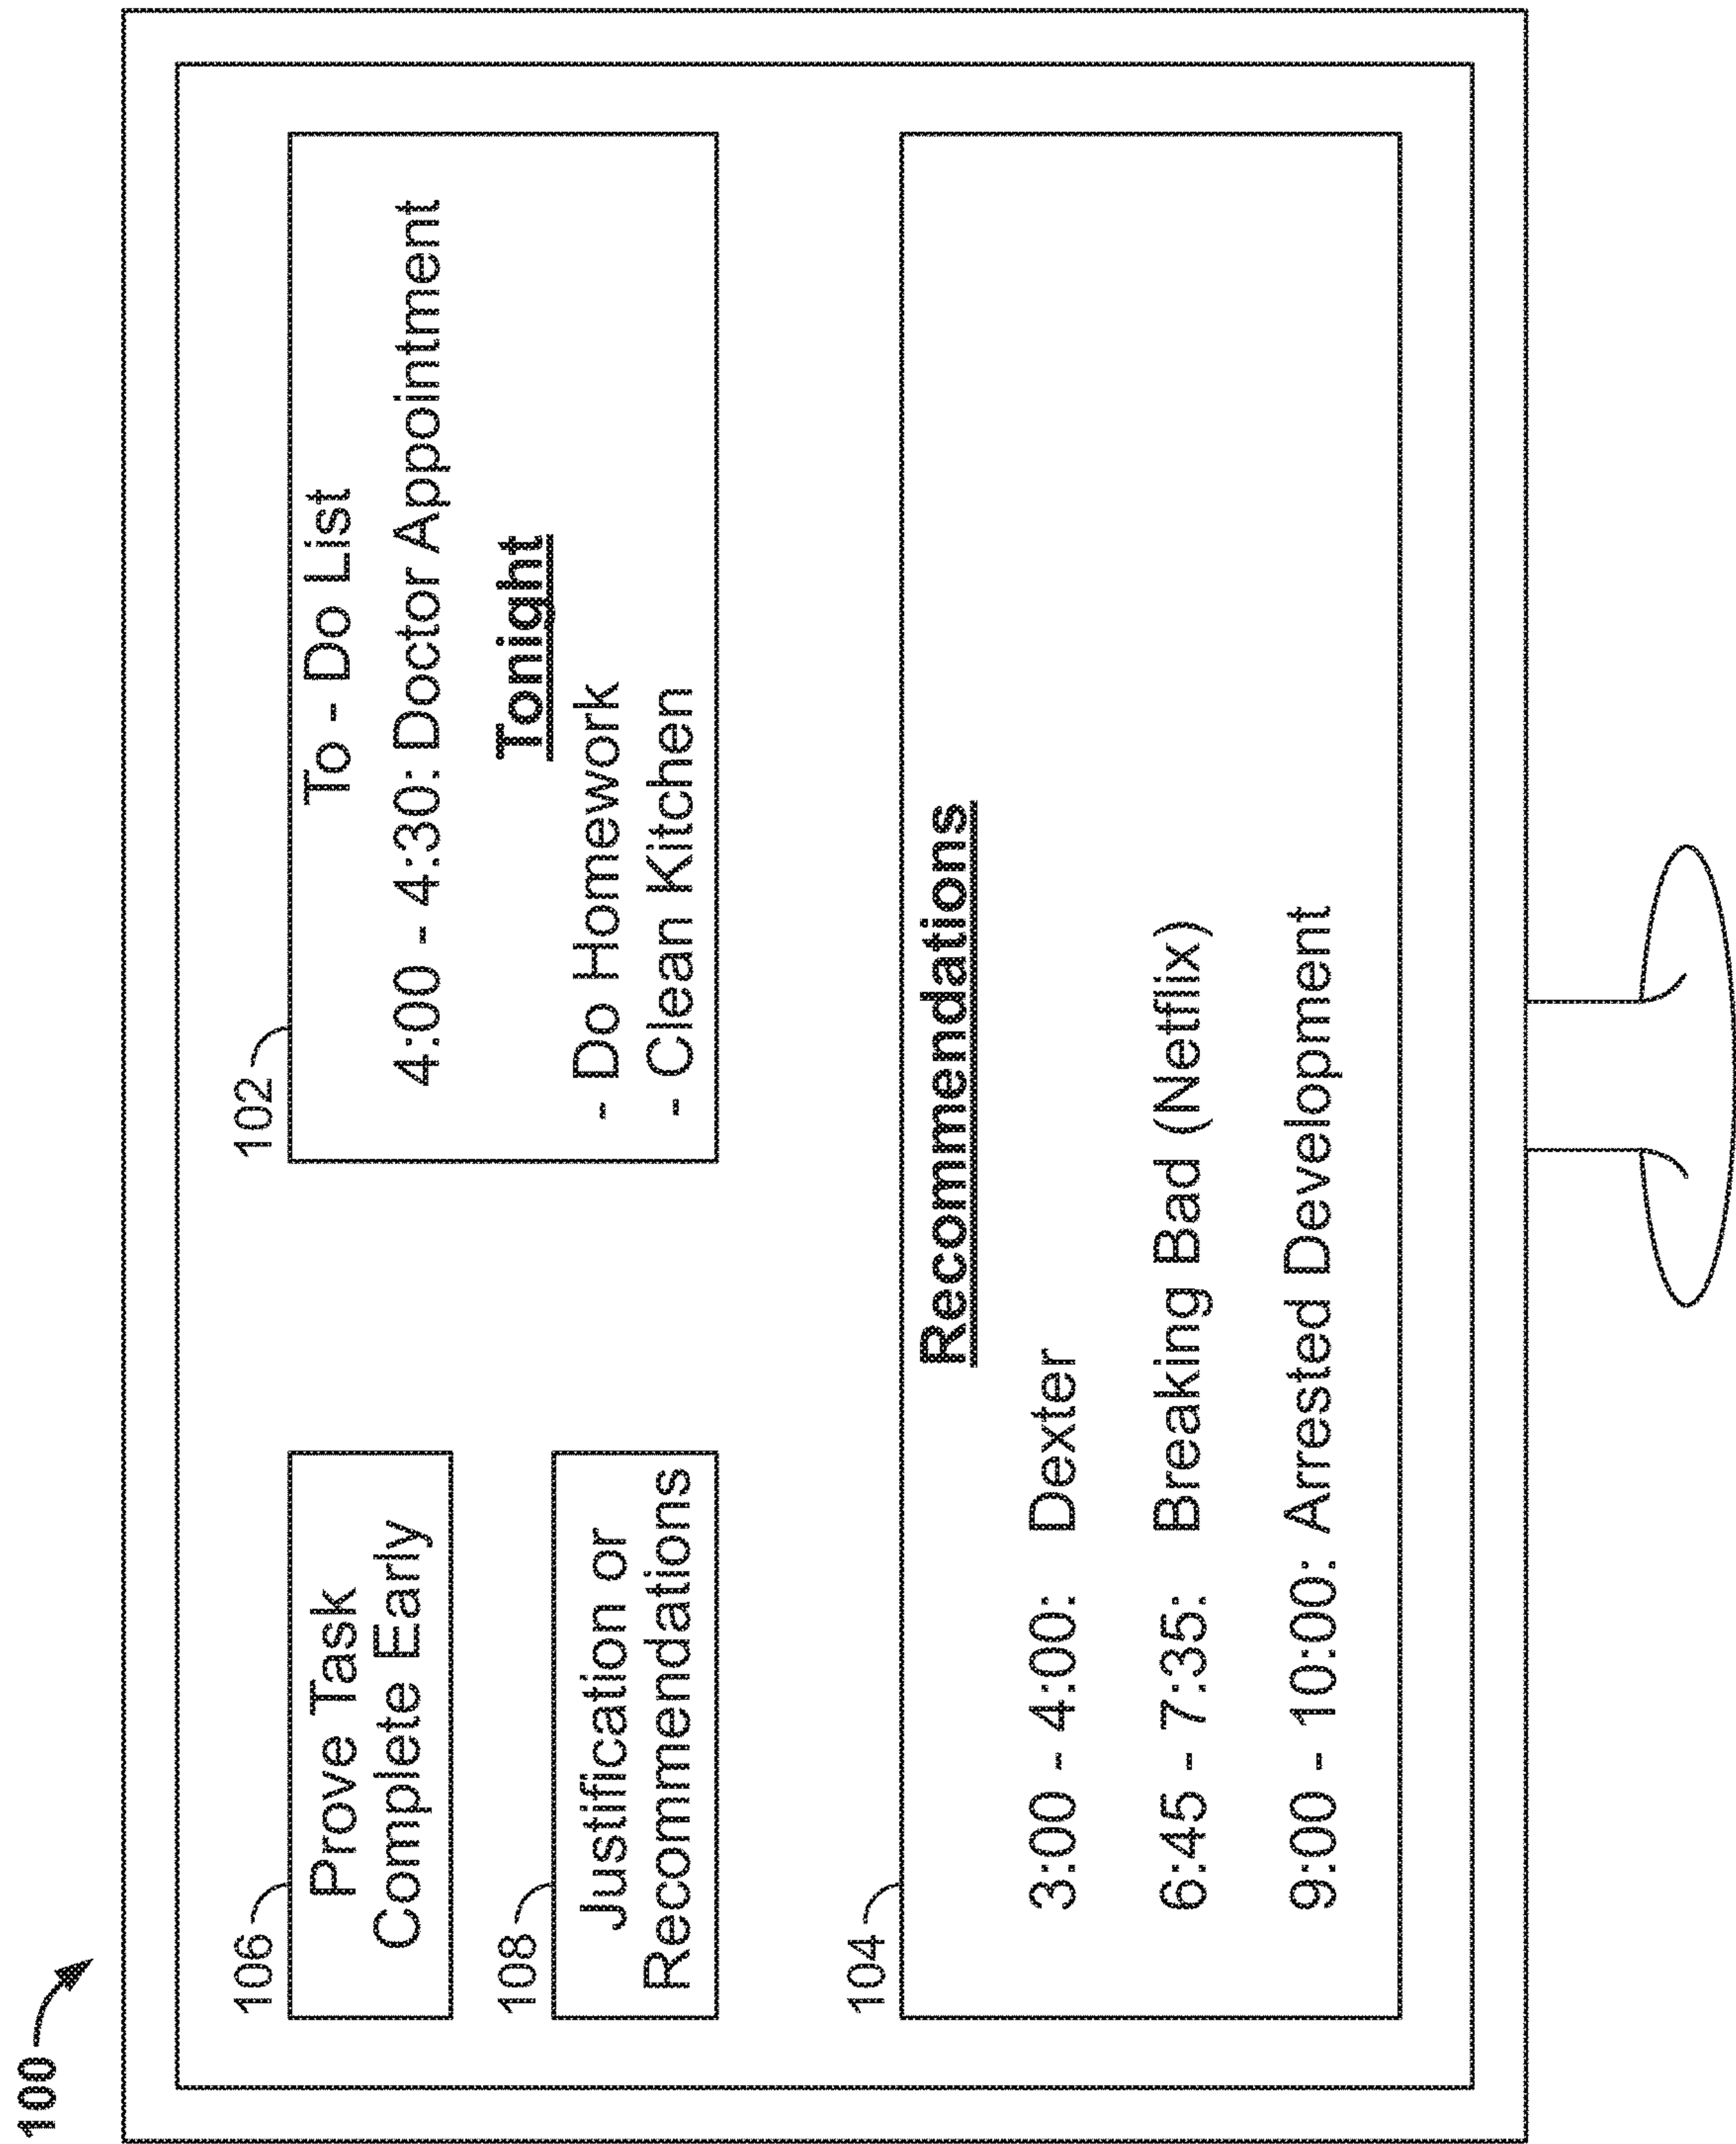 100
106
Prove Task
Complete Early
108
Justification or
Recommendations
102
To - Do List
4:00 - 4:30: Doctor Appointment
Tonight
- Do Homework
- Clean Kitchen
104
Recommendations
3:00 - 4:00: Dexter
6:45 - 7:35: Breaking Bad (Netflix)
9:00 - 10:00: Arrested Development